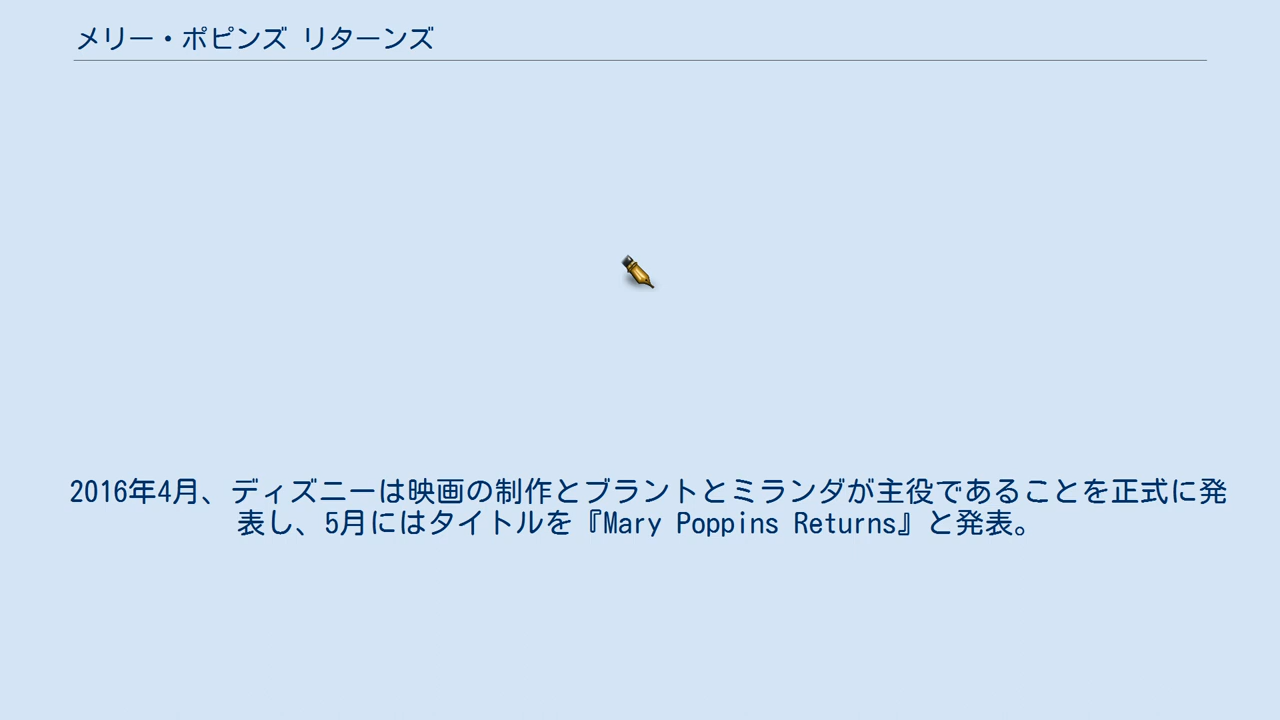 メリー・ポピンズ リターンズ
2016年4月、ディズニーは映画の制作とブラントとミランダが主役であることを正式に発
表し、5月にはタイトルを『Mary Poppins Returns』と発表。